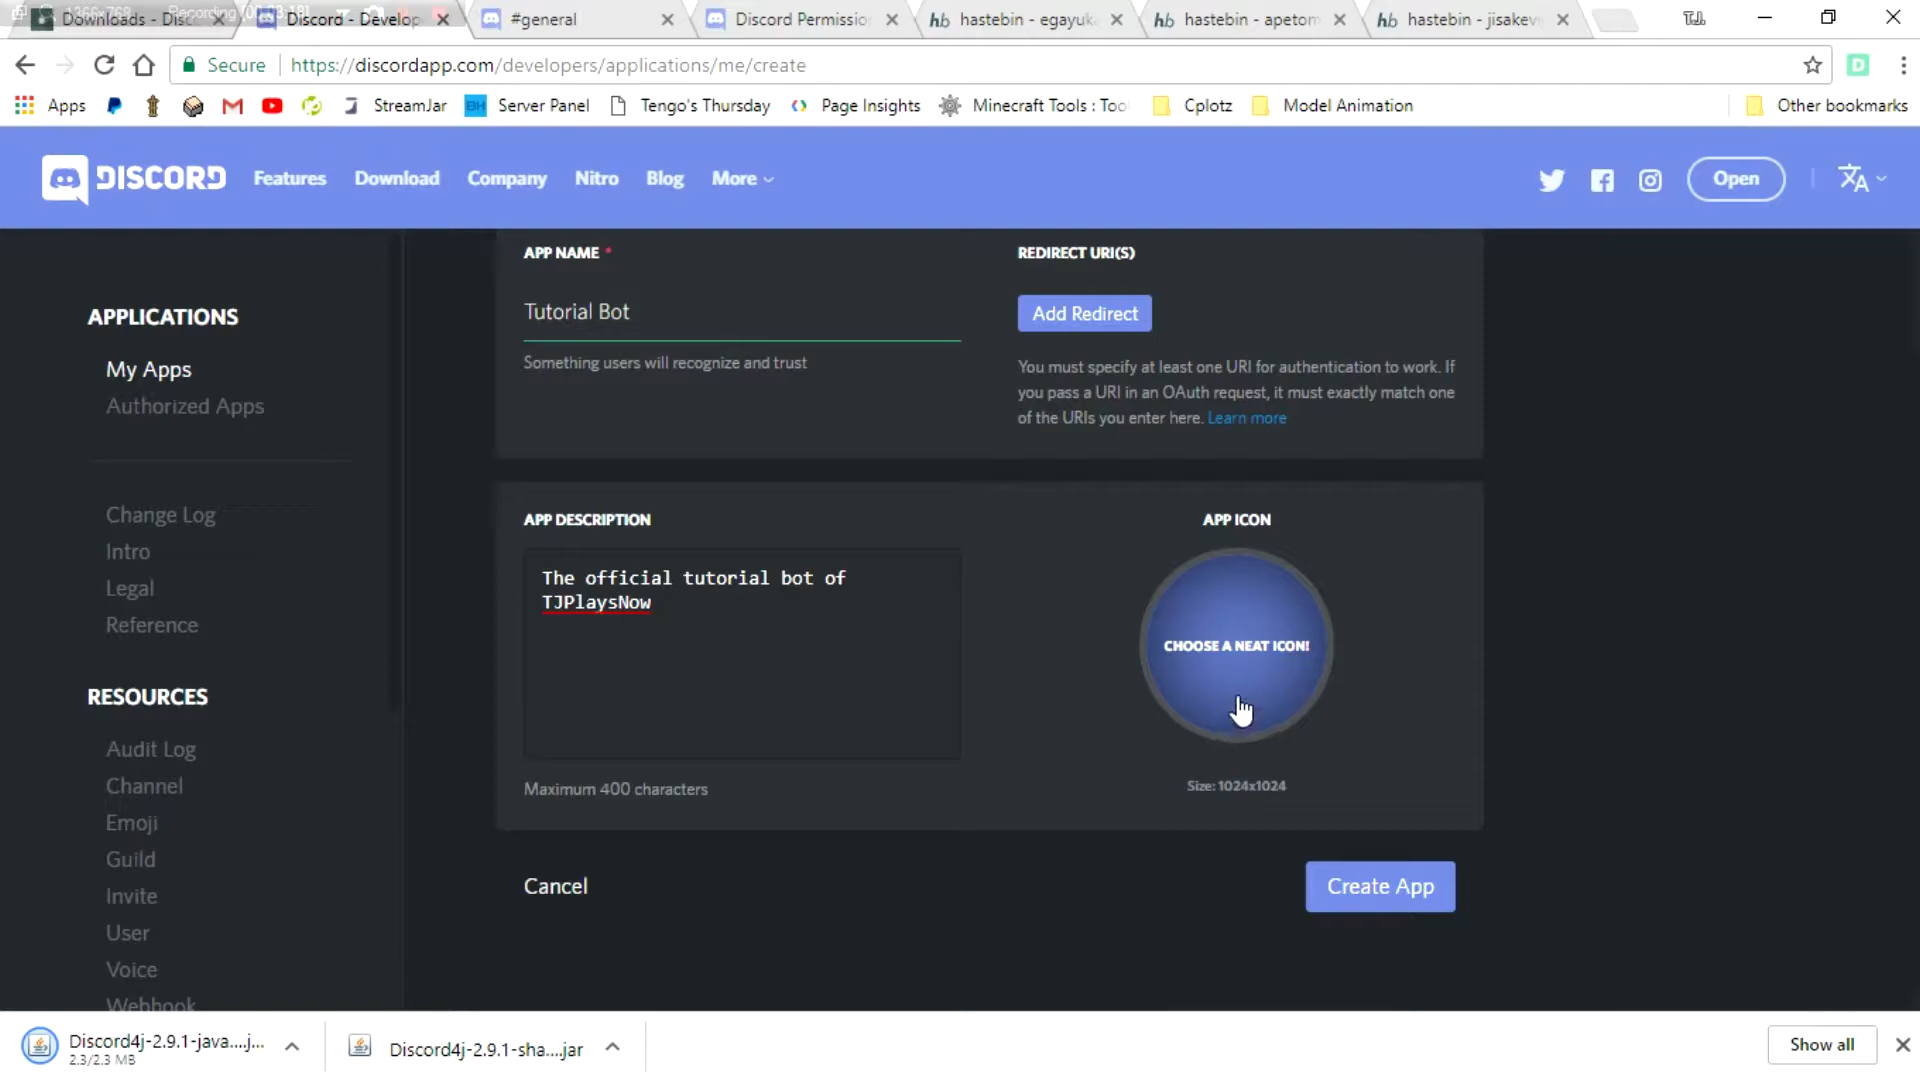 Downloads - Disc
Discord - Develop
#general
Discord Permissio
hb hastebin - egayuka
hb hastebin - apetom
hb hastebin - jisakev
TJ.
Secure
https://discordapp.com/developers/applications/me/create
Apps
StreamJar
BH Server Panel
Tengo's Thursday
Page Insights
Minecraft Tools : Too
Cplotz
Model Animation
Other bookmarks
DISCORD
Features
Download
Company
Nitro
Blog
More
Open
APPLICATIONS
My Apps
Authorized Apps
Change Log
Intro
Legal
Reference
RESOURCES
Audit Log
Channel
Emoji
Guild
Invite
User
Voice
Webhook
APP NAME *
Tutorial Bot
Something users will recognize and trust
REDIRECT URI(S)
Add Redirect
You must specify at least one URI for authentication to work. If
you pass a URI in an OAuth request, it must exactly match one
of the URIs you enter here. Learn more
APP DESCRIPTION
The official tutorial bot of
TJPlaysNow
Maximum 400 characters
APP ICON
CHOOSE A NEAT ICON!
Size: 1024x1024
Cancel
Create App
Discord4j-2.9.1-java....j...
2.3/2.3 MB
Discord4j-2.9.1-sha....jar
Show all